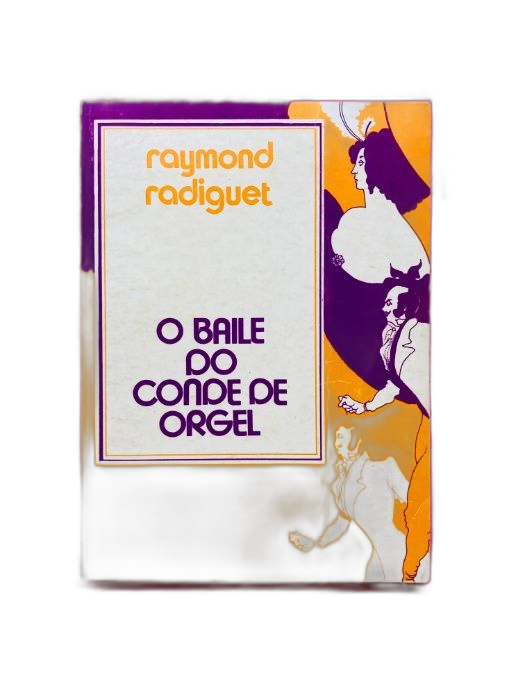 raymond
radiguet
O BAILE
DO
CONDE DE
ORGEL